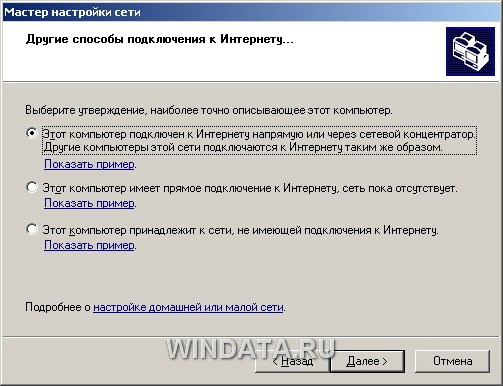 Мастер настройки сети
Другие способы подключения к Интернету...
Выберите утверждение, наиболее точно описывающее этот компьютер.
Этот компьютер подключен к Интернету напрямую или через сетевой концентратор.
Другие компьютеры этой сети подключаются к Интернету таким же образом.
Показать пример.
Этот компьютер имеет прямое подключение к Интернету, сеть пока отсутствует.
Показать пример.
Этот компьютер принадлежит к сети, не имеющей подключения к Интернету.
Показать пример.
Подробнее о настройке домашней или малой сети.
WINDATA.RU
< Назад Далее > Отмена